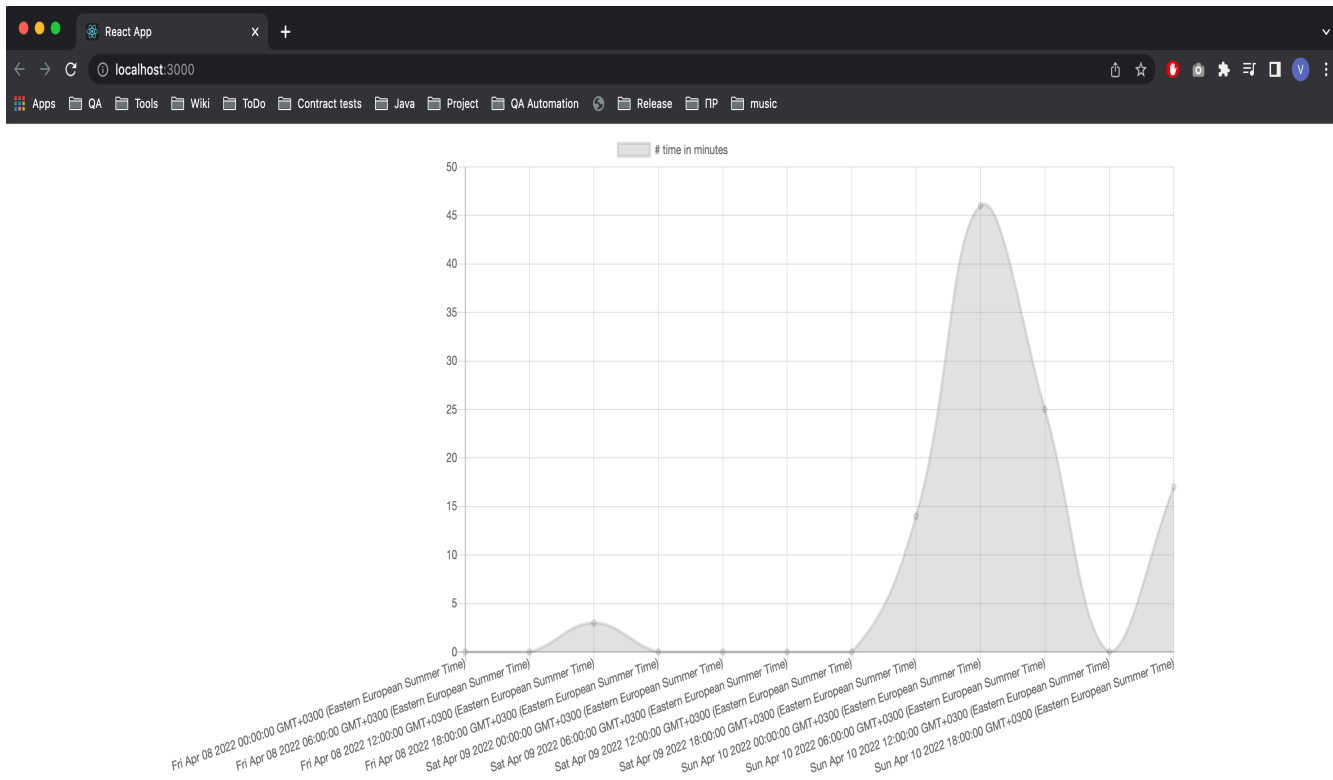 React App
localhost:3000
V
Apps QA Tools Wiki ToDo Contract tests Java Project QA Automation Release ПР music
# time in minutes
50
45
40
35
30
25
20
15
10
5
0
Fri Apr 08 2022 00:00:00 GMT+0300 (Eastern European Summer Time)
Fri Apr 08 2022 06:00:00 GMT+0300 (Eastern European Summer Time)
Fri Apr 08 2022 12:00:00 GMT+0300 (Eastern European Summer Time)
Fri Apr 08 2022 18:00:00 GMT+0300 (Eastern European Summer Time)
Sat Apr 09 2022 00:00:00 GMT+0300 (Eastern European Summer Time)
Sat Apr 09 2022 06:00:00 GMT+0300 (Eastern European Summer Time)
Sat Apr 09 2022 12:00:00 GMT+0300 (Eastern European Summer Time)
Sat Apr 09 2022 18:00:00 GMT+0300 (Eastern European Summer Time)
Sun Apr 10 2022 00:00:00 GMT+0300 (Eastern European Summer Time)
Sun Apr 10 2022 06:00:00 GMT+0300 (Eastern European Summer Time)
Sun Apr 10 2022 12:00:00 GMT+0300 (Eastern European Summer Time)
Sun Apr 10 2022 18:00:00 GMT+0300 (Eastern European Summer Time)